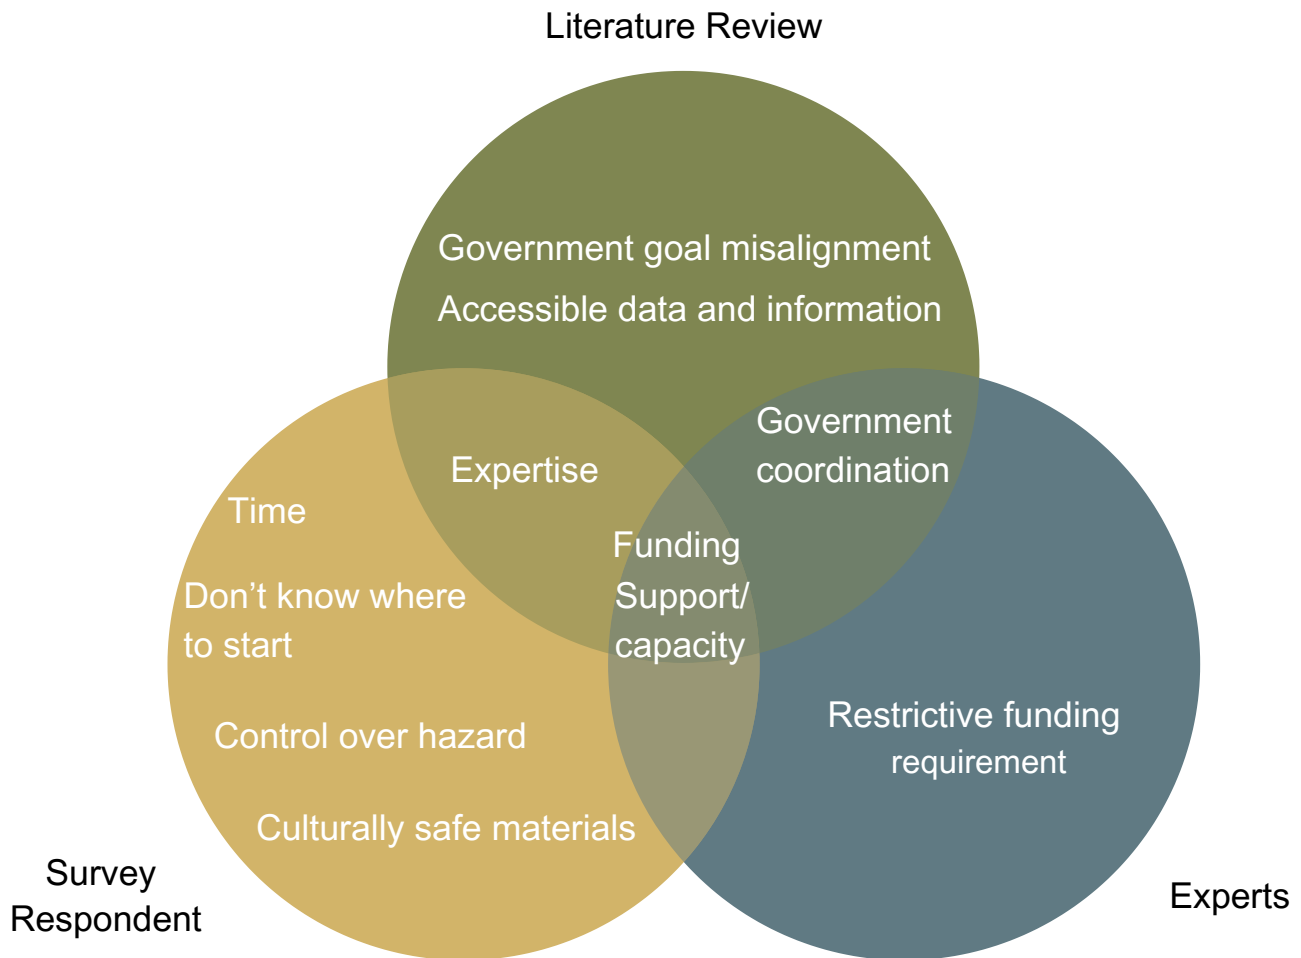 Literature Review
Government goal misalignment
Accessible data and information
Government
coordination
Expertise
Time
Funding
Don’t know where
to start
Support/
capacity
Control over hazard
Restrictive funding
requirement
Culturally safe materials
Survey
Respondent
Experts